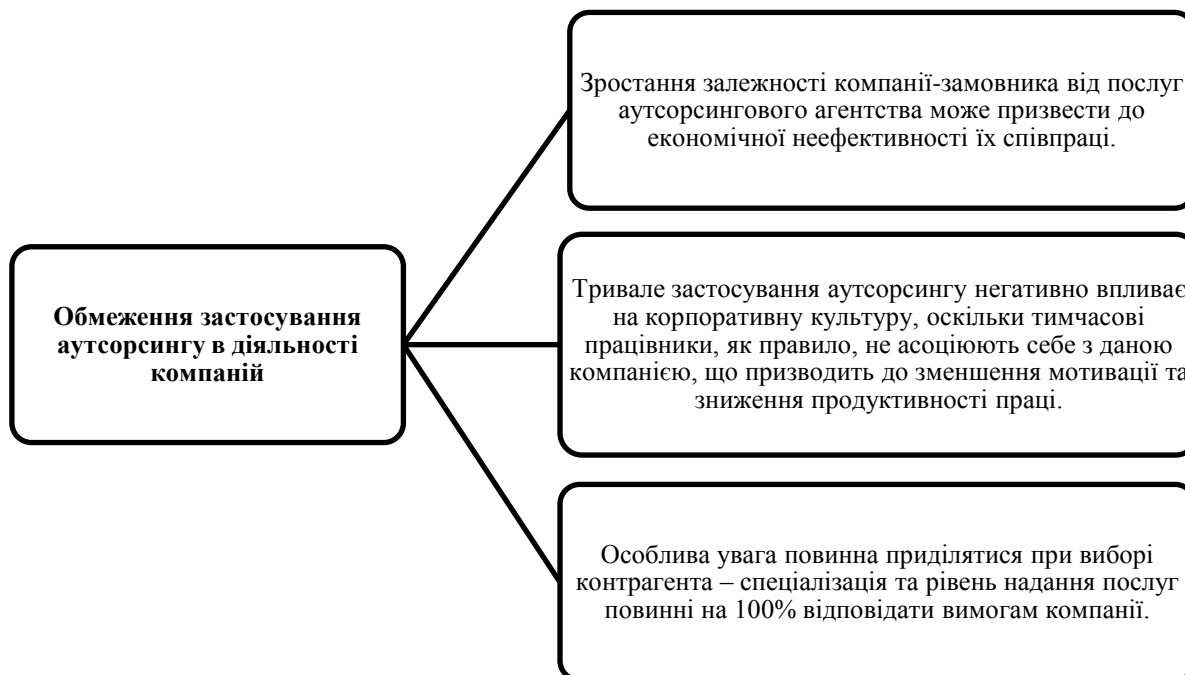 Обмеження застосування
аутсорсингу в діяльності
компаній
Зростання залежності компанії-замовника від послуг
аутсорсингового агентства може призвести до
економічної неефективності їх співпраці.
Тривале застосування аутсорсингу негативно впливає
на корпоративну культуру, оскільки тимчасові
працівники, як правило, не асоціюють себе з даною
компанією, що призводить до зменшення мотивації та
зниження продуктивності праці.
Особлива увага повинна приділятися при виборі
контрагента – спеціалізація та рівень надання послуг
повинні на 100% відповідати вимогам компанії.